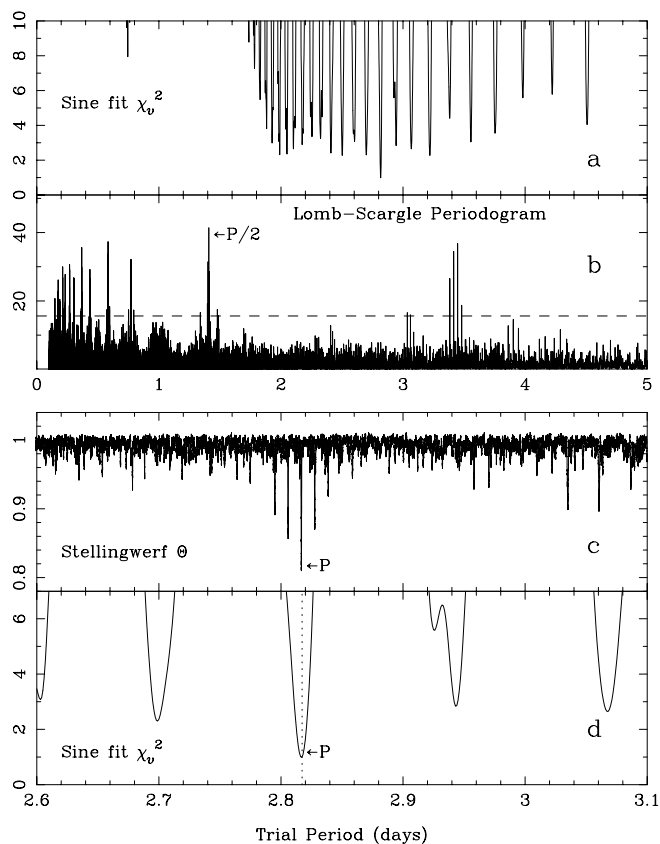 10
8
6
4
2
0
Sine fit χν²
a
Lomb-Scargle Periodogram
40
20
←P/2
b
0 1 2 3 4 5
1
0.9
0.8
Stellingwerf Θ
←P
c
6
4
2
0
Sine fit χν²
←P
d
2.6 2.7 2.8 2.9 3 3.1
Trial Period (days)